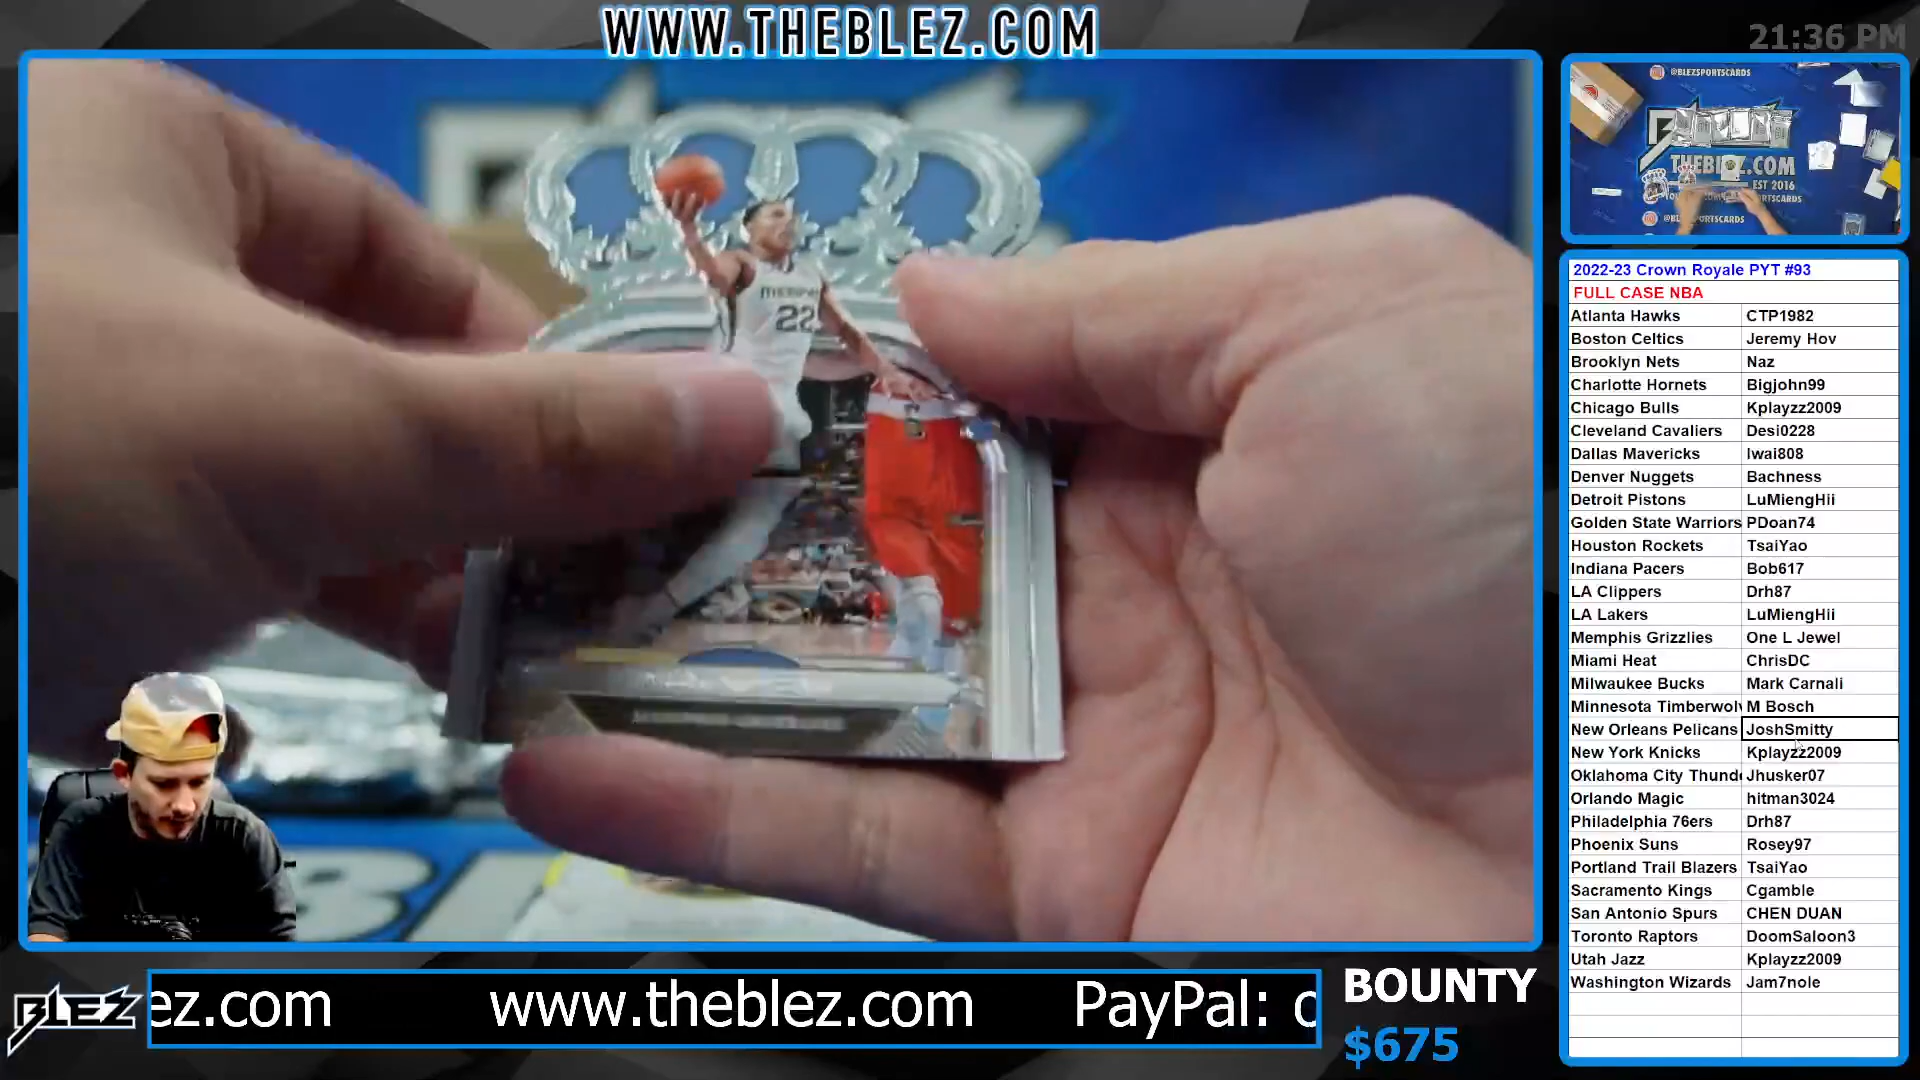 WWW.THEBLEZ.COM
21:36 PM
@BLEZSPORTSCARDS
THEBLEZ.COM
EST 2016
MEMPHIS
22
2022-23 Crown Royale PYT #93
FULL CASE NBA
Atlanta Hawks CTP1982
Boston Celtics Jeremy Hov
Brooklyn Nets Naz
Charlotte Hornets Bigjohn99
Chicago Bulls Kplayzz2009
Cleveland Cavaliers Desi0228
Dallas Mavericks Iwai808
Denver Nuggets Bachness
Detroit Pistons LuMiengHii
Golden State Warriors PDoan74
Houston Rockets TsaiYao
Indiana Pacers Bob617
LA Clippers Drh87
LA Lakers LuMiengHii
Memphis Grizzlies One L Jewel
Miami Heat ChrisDC
Milwaukee Bucks Mark Carnali
Minnesota Timberwolv M Bosch
New Orleans Pelicans JoshSmitty
New York Knicks Kplayzz2009
Oklahoma City Thunde Jhusker07
Orlando Magic hitman3024
Philadelphia 76ers Drh87
Phoenix Suns Rosey97
Portland Trail Blazers TsaiYao
Sacramento Kings Cgamble
San Antonio Spurs CHEN DUAN
Toronto Raptors DoomSaloon3
Utah Jazz Kplayzz2009
Washington Wizards Jam7nole
BLEZ
ez.com www.theblez.com PayPal:
BOUNTY
$675